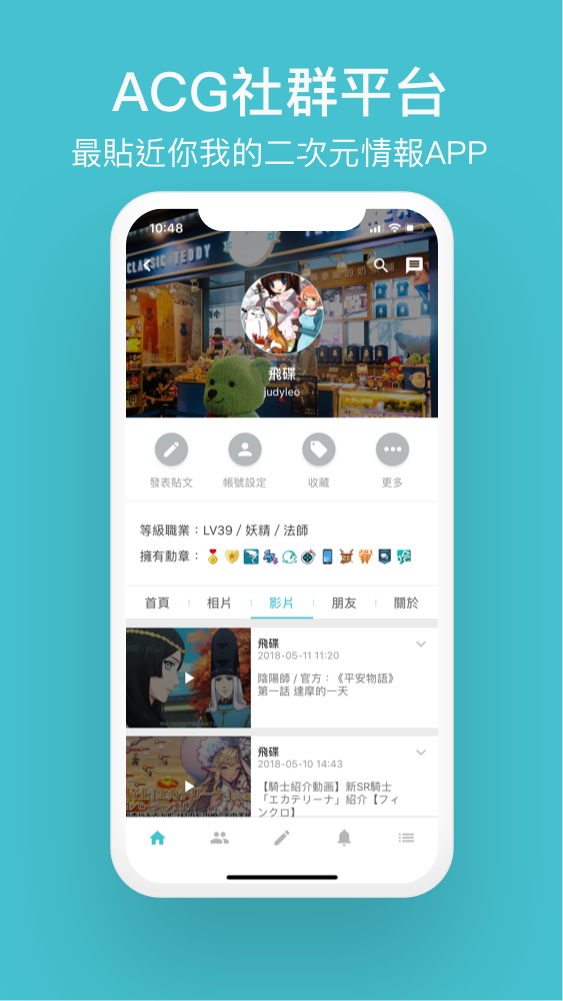 ACG社群平台
最貼近你我的二次元情報APP
10:48
CLASSIC TEDDY
飛碟
judyleo
發表貼文
帳號設定
收藏
更多
等級職業：LV39 / 妖精 / 法師
擁有勳章：
首頁
相片
影片
朋友
關於
飛碟
2018-05-11 11:20
陰陽師 / 官方：《平安物語》
第一話 達摩的一天
飛碟
2018-05-10 14:43
【騎士紹介動画】新SR騎士
「エカテリーナ」紹介【フィ
ンクロ】